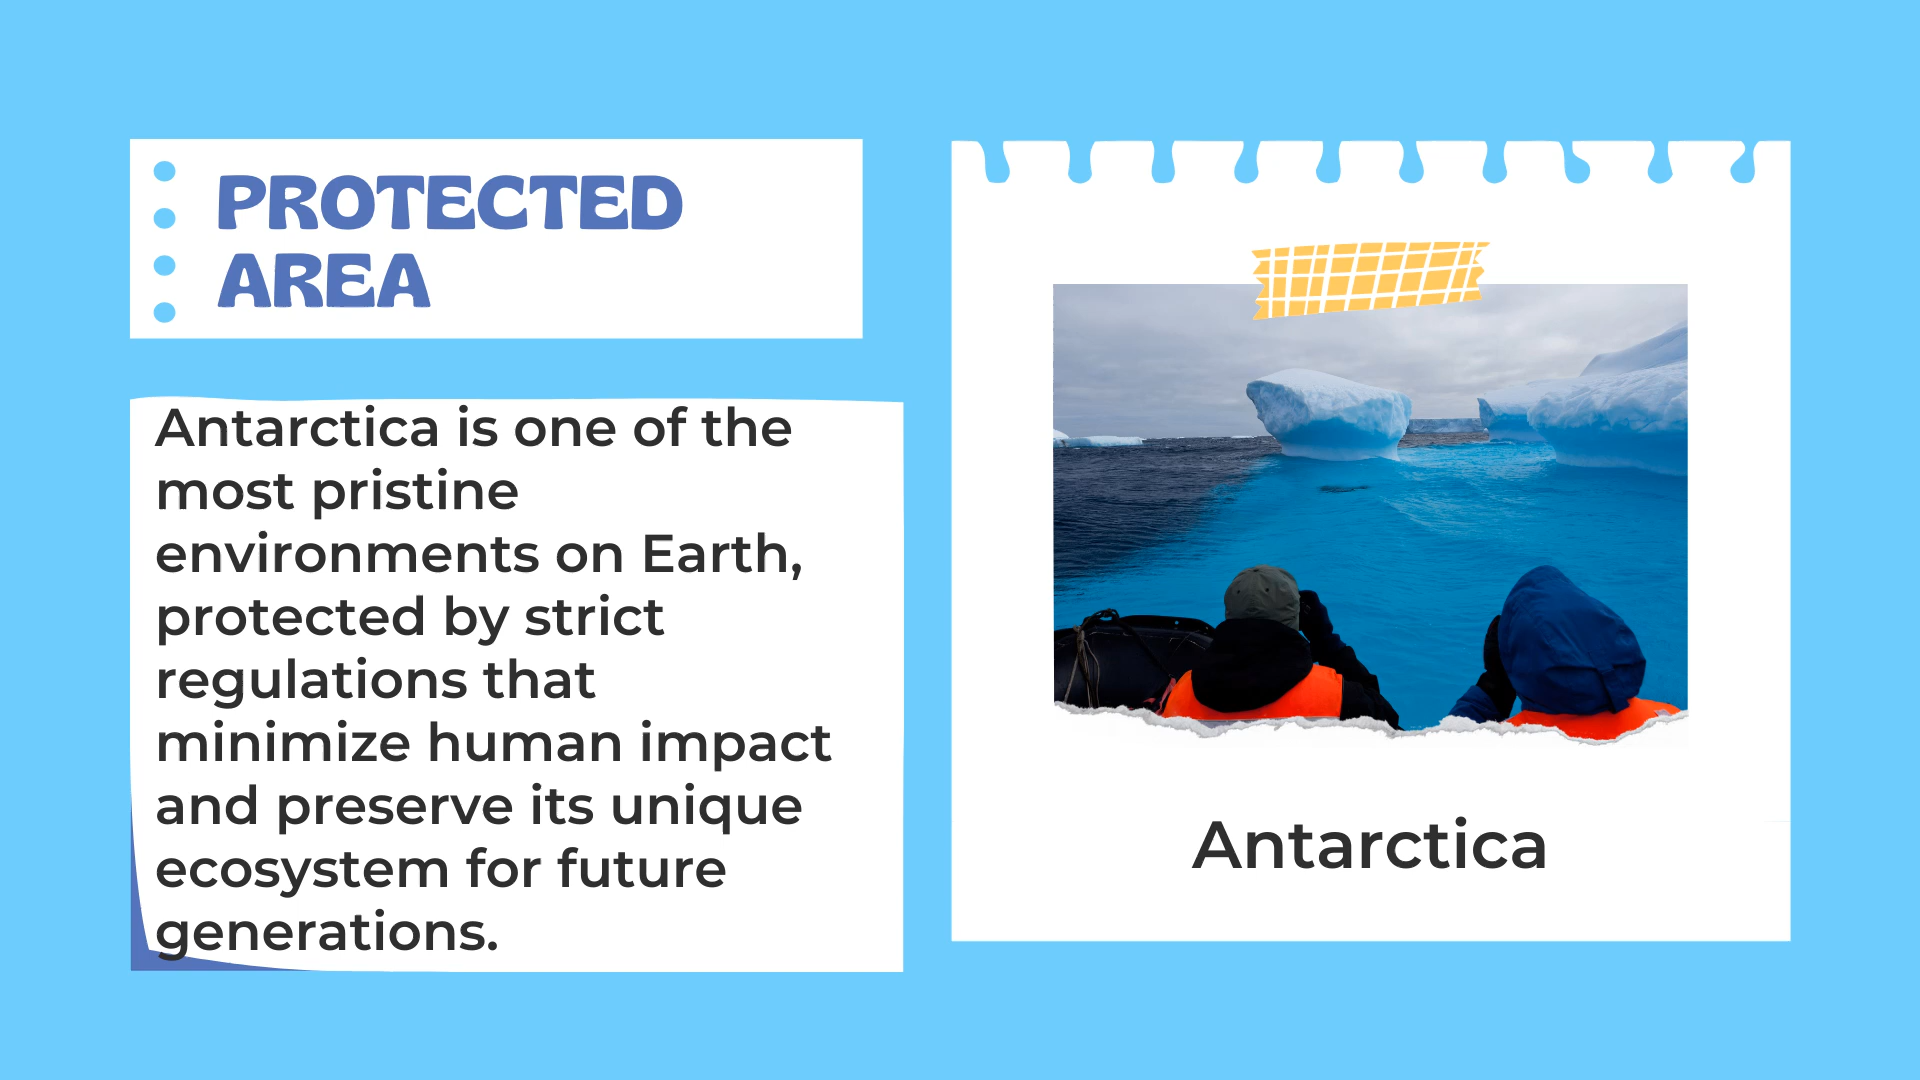 PROTECTED
AREA
Antarctica is one of the
most pristine
environments on Earth,
protected by strict
regulations that
minimize human impact
and preserve its unique
ecosystem for future
generations.
Antarctica